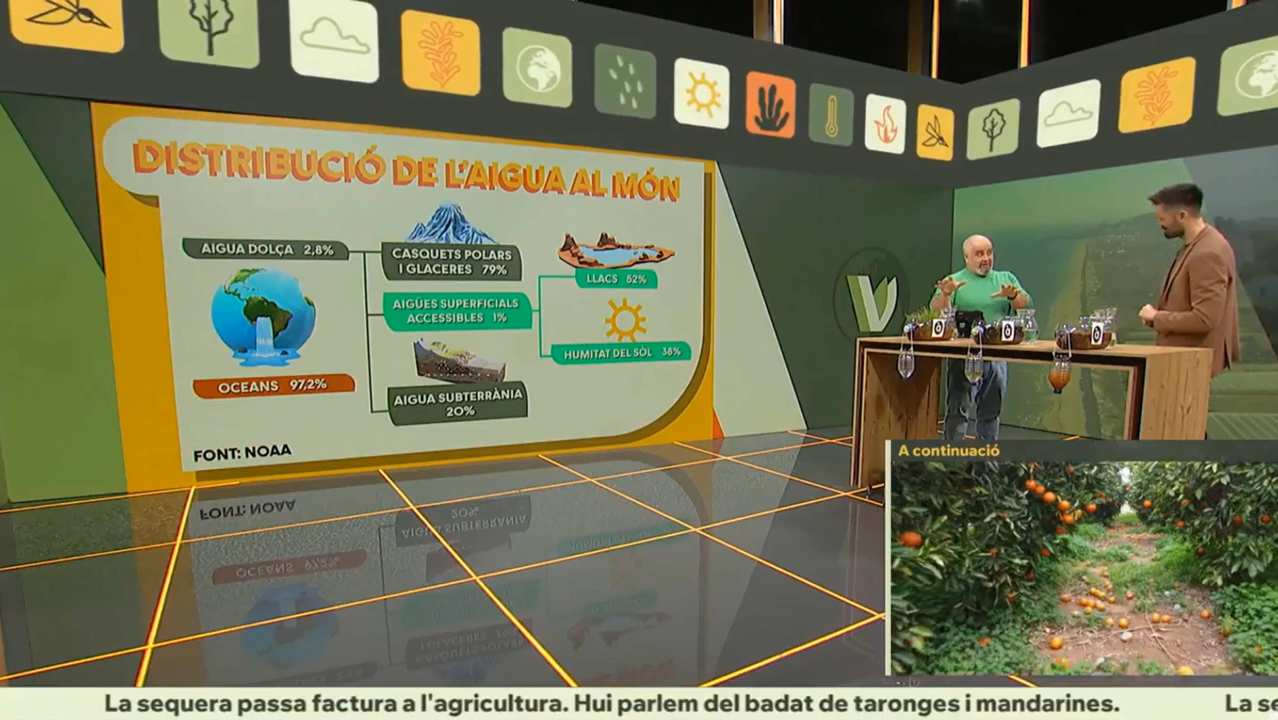 DISTRIBUCIÓ DE L'AIGUA AL MÓN
AIGUA DOLÇA 2,8%
OCEANS 97,2%
CASQUETS POLARS
I GLACERES 79%
AIGÜES SUPERFICIALS
ACCESSIBLES 1%
AIGUA SUBTERRÀNIA
20%
LLACS 52%
HUMITAT DEL SÒL 38%
FONT: NOAA
V
A continuació
La sequera passa factura a l'agricultura. Hui parlem del badat de taronges i mandarines.
La se